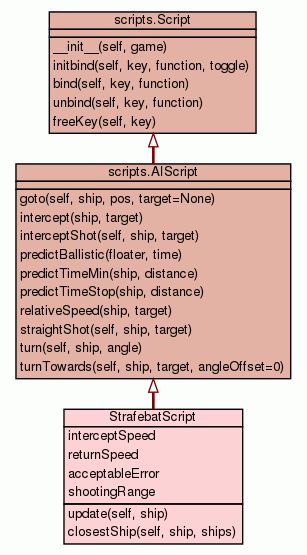 scripts.Script
__init__(self, game)
initbind(self, key, function, toggle)
bind(self, key, function)
unbind(self, key, function)
freeKey(self, key)
scripts.AIScript
goto(self, ship, pos, target=None)
intercept(ship, target)
interceptShot(self, ship, target)
predictBallistic(floater, time)
predictTimeMin(ship, distance)
predictTimeStop(ship, distance)
relativeSpeed(ship, target)
straightShot(self, ship, target)
turn(self, ship, angle)
turnTowards(self, ship, target, angleOffset=0)
StrafebatScript
interceptSpeed
returnSpeed
acceptableError
shootingRange
update(self, ship)
closestShip(self, ship, ships)